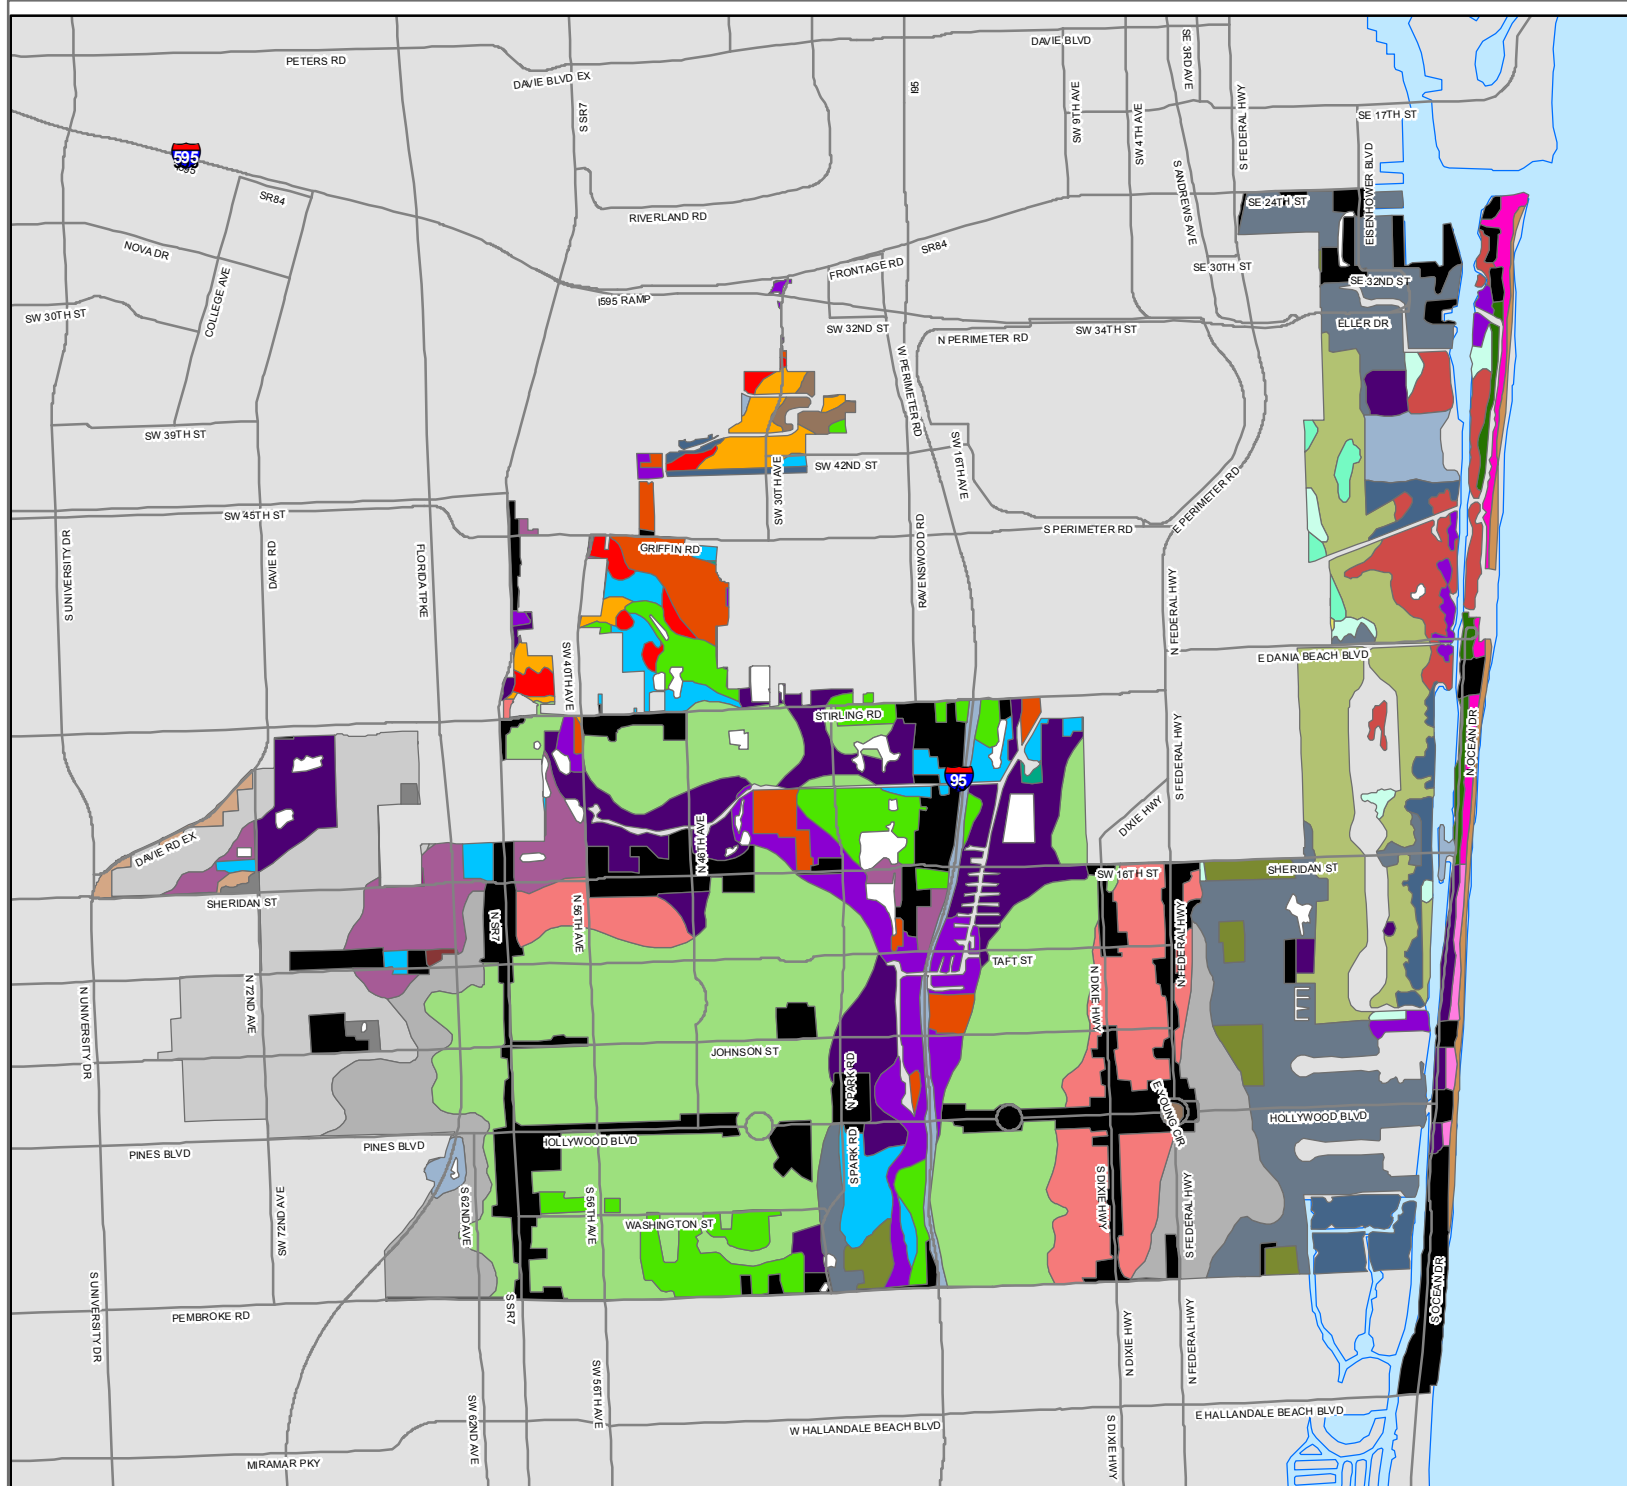 PETERS RD
DAVIE BLVD EX
DAVIE BLVD
SE 3RD AVE
S SR7
I95
SW 9TH AVE
SW 4TH AVE
S FEDERAL HWY
SE 17TH ST
595
I595
SR84
EISENHOWER BLVD
RIVERLAND RD
S ANDREWS AVE
SE 24TH ST
NOVA DR
SR84
FRONTAGE RD
SE 30TH ST
SE 32ND ST
COLLEGE AVE
I595 RAMP
SW 30TH ST
SW 32ND ST
SW 34TH ST
N PERIMETER RD
ELLER DR
W PERIMETER RD
SW 39TH ST
SW 42ND ST
SW 16TH AVE
SW 30TH AVE
E PERIMETER RD
SW 45TH ST
S PERIMETER RD
GRIFFIN RD
RAVENSWOOD RD
S UNIVERSITY DR
DAVIE RD
FLORIDA TPKE
N FEDERAL HWY
SW 40TH AVE
E DANIA BEACH BLVD
STIRLING RD
N OCEAN DR
S FEDERAL HWY
95
DIXIE HWY
DAVIE RD EX
N 46TH AVE
SHERIDAN ST
SW 16TH ST
SHERIDAN ST
N SR7
N 56TH AVE
N FEDERAL HWY
TAFT ST
N UNIVERSITY DR
N 72ND AVE
N DIXIE HWY
JOHNSON ST
N PARK RD
E YOUNG CIR
HOLLYWOOD BLVD
HOLLYWOOD BLVD
PINES BLVD
PINES BLVD
S PARK RD
SW 72ND AVE
S 62ND AVE
S 56TH AVE
WASHINGTON ST
S DIXIE HWY
S FEDERAL HWY
S UNIVERSITY DR
S SR7
S OCEAN DR
PEMBROKE RD
N DIXIE HWY
N FEDERAL HWY
SW 62ND AVE
SW 56TH AVE
W HALLANDALE BEACH BLVD
E HALLANDALE BEACH BLVD
S DIXIE HWY
MIRAMAR PKY